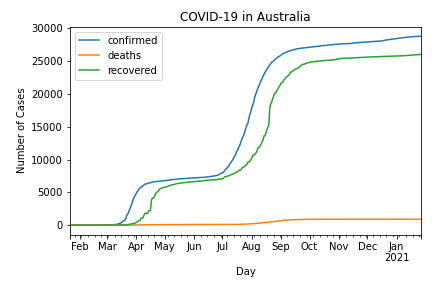 COVID-19 in Australia
confirmed
deaths
recovered
Number of Cases
30000
25000
20000
15000
10000
5000
0
Feb Mar Apr May Jun Jul Aug Sep Oct Nov Dec Jan
2021
Day